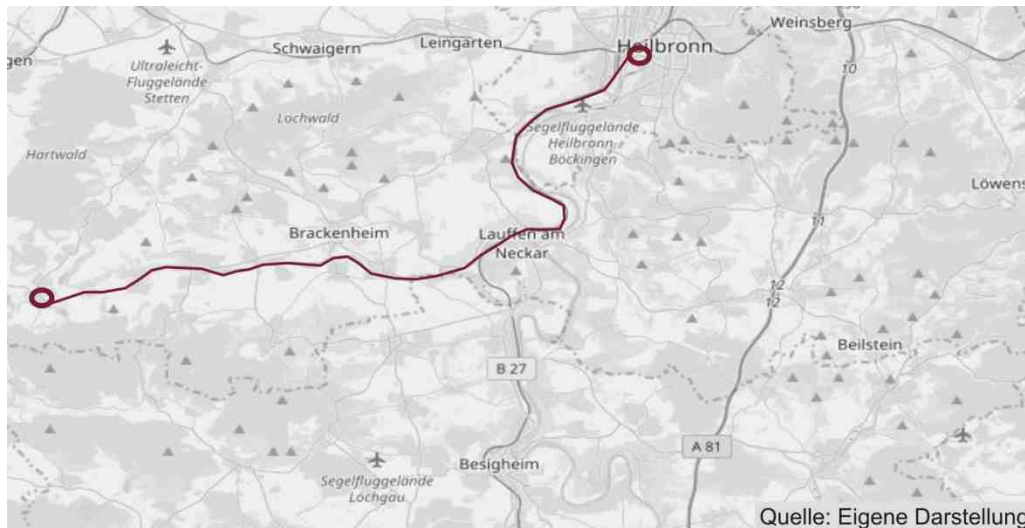 Weinsberg
Heilbronn
Leingarten
Schwaigern
gen
Ultraleicht-
Fluggelände
Stetten
10
Lochwald
Segelfluggelände
Heilbronn-
Böckingen
Hartwald
Löwens
11
Brackenheim
Lauffen am
Neckar
12
12
Beilstein
B 27
A 81
Besigheim
Segelfluggelände
Lochgau
Quelle: Eigene Darstellung